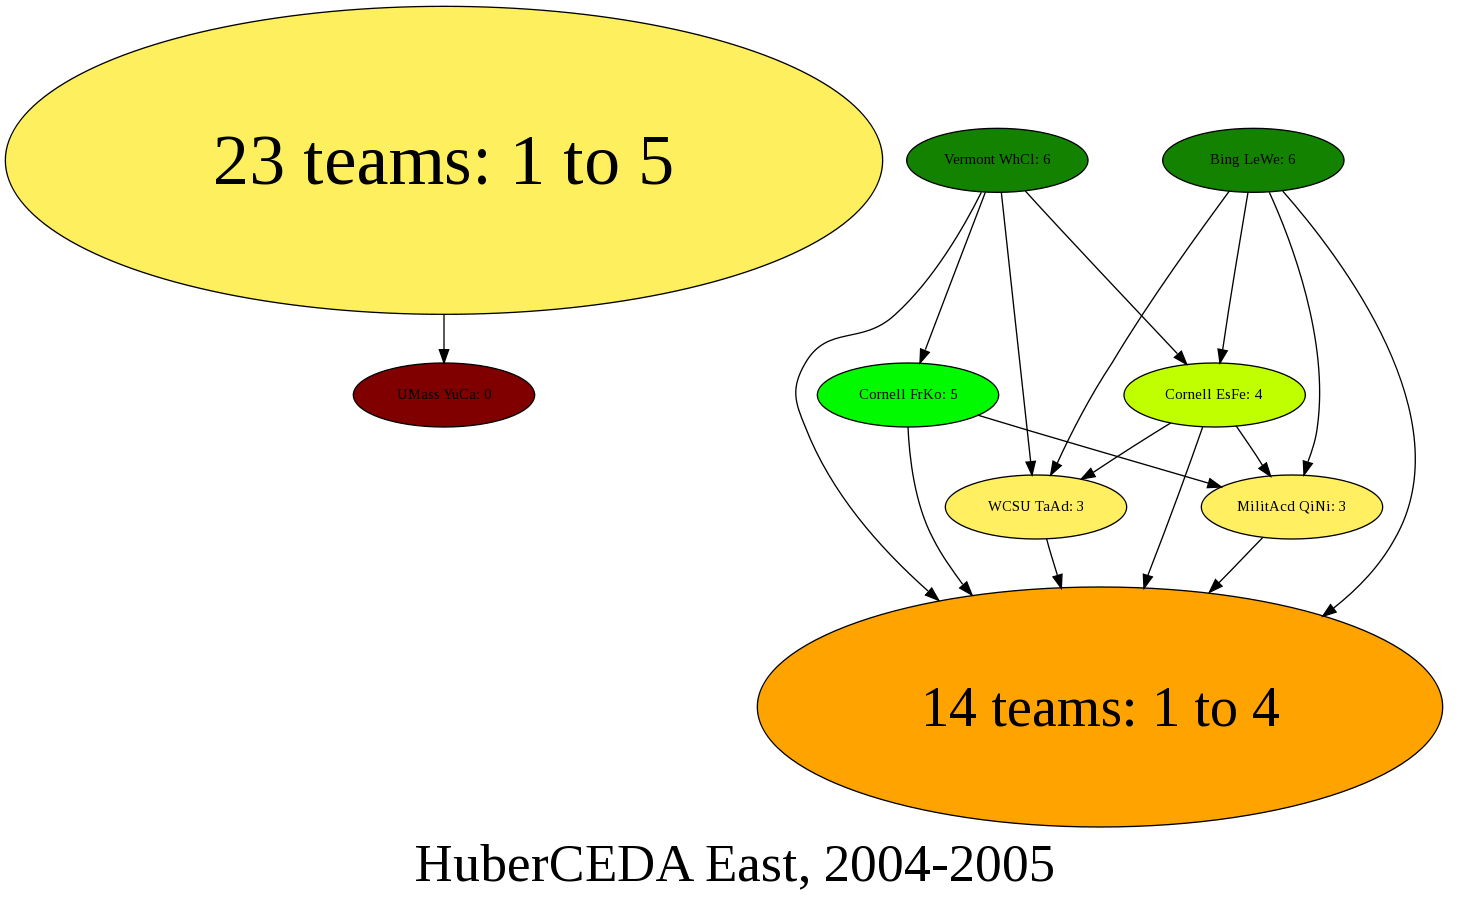 23 teams: 1 to 5
Vermont WhCl: 6
Bing LeWe: 6
UMass YuCa: 0
Cornell FrKo: 5
Cornell EsFe: 4
WCSU TaAd: 3
MilitAcd QiNi: 3
14 teams: 1 to 4
HuberCEDA East, 2004-2005